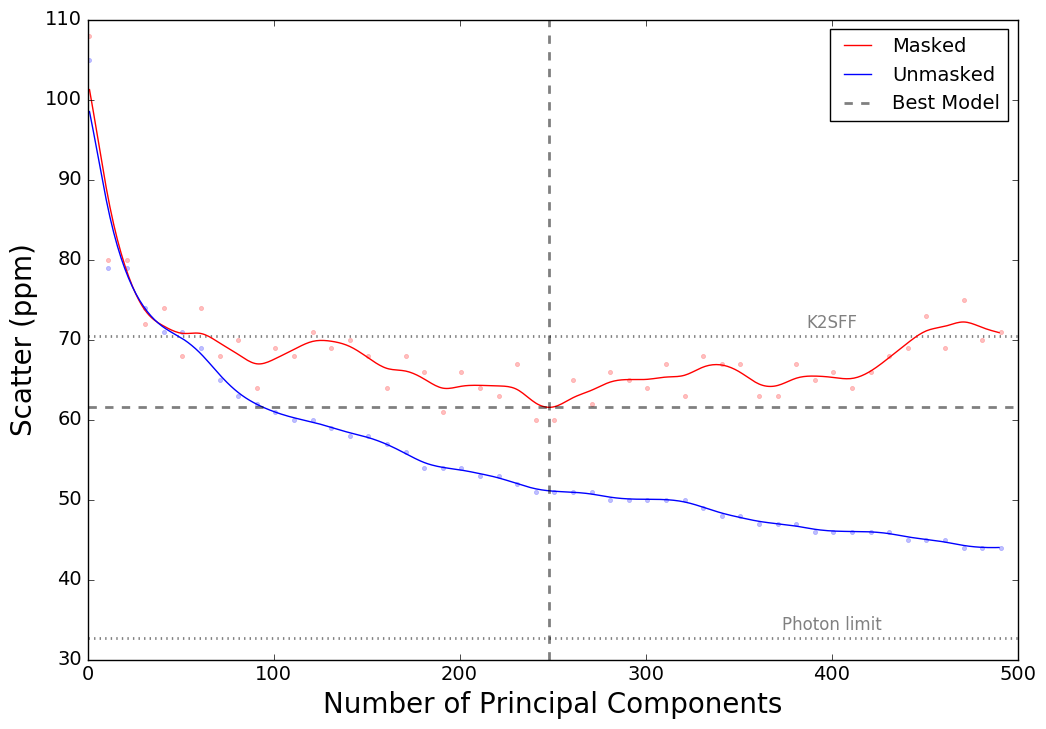 110
100
90
80
70
60
50
40
30
Scatter (ppm)
Masked
Unmasked
Best Model
K2SFF
Photon limit
0 100 200 300 400 500
Number of Principal Components